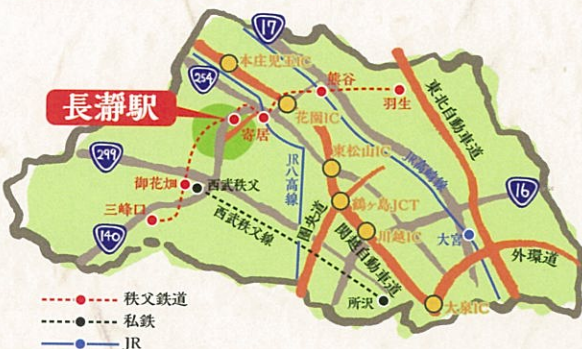 17
本庄児玉IC
254
熊谷
羽生
長瀞駅
花園IC
寄居
東北自動車道
東松山IC
JR高崎線
299
JR八高線
御花畑
西武秩父
鶴ヶ島JCT
16
三峰口
西武秩父線
圏央道
川越IC
大宮
140
関越自動車道
外環道
所沢
大泉IC
秩父鉄道
私鉄
JR